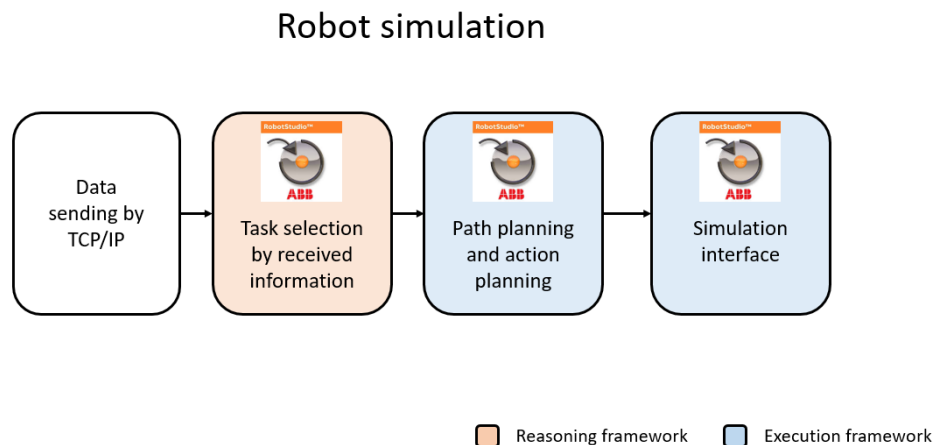 Robot simulation
Data
sending by
TCP/IP
RobotStudio™
ABB
Task selection
by received
information
RobotStudio™
ABB
Path planning
and action
planning
RobotStudio™
ABB
Simulation
interface
Reasoning framework
Execution framework